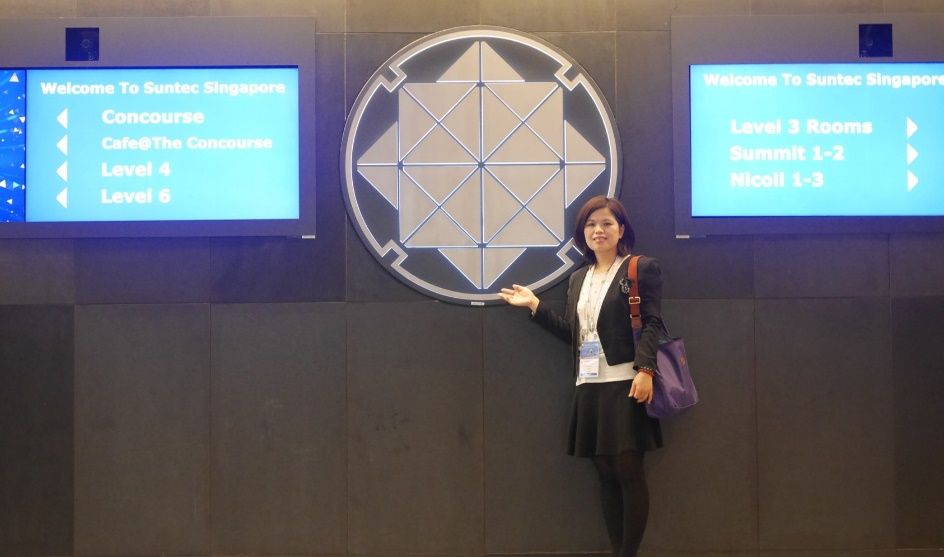 Welcome To Suntec Singapore
Concourse
Cafe@The Concourse
Level 4
Level 6
Welcome To Suntec Singapore
Level 3 Rooms
Summit 1-2
Nicoll 1-3